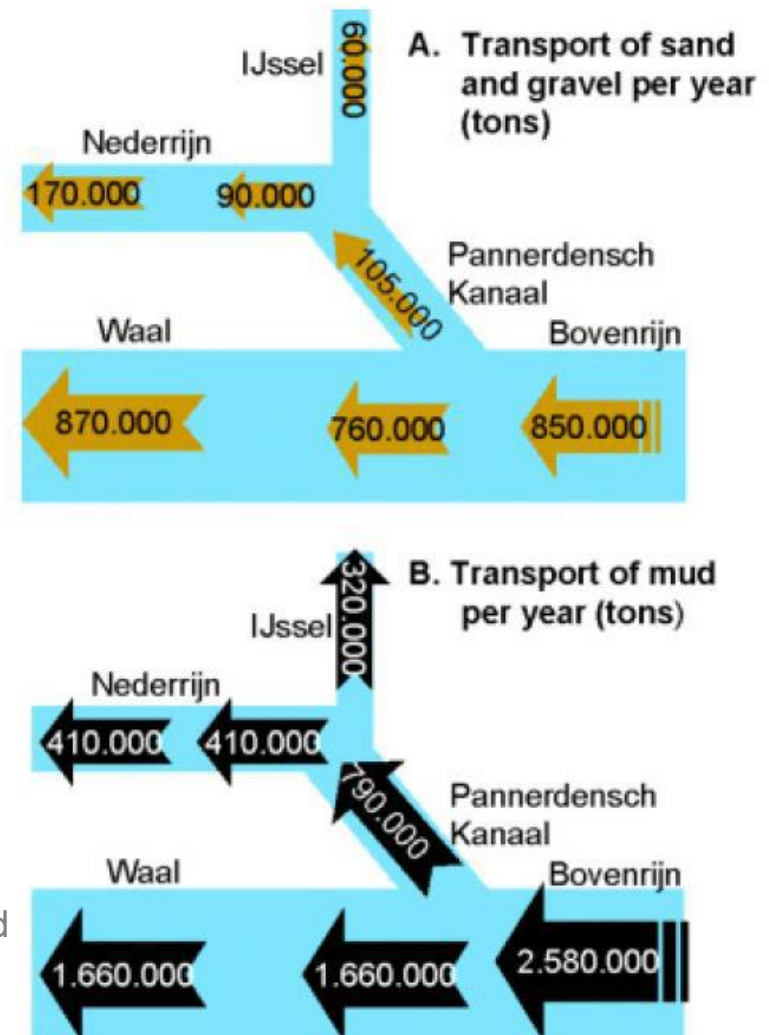 A. Transport of sand
and gravel per year
(tons)
IJssel
60.000
Nederrijn
170.000
90.000
105.000
Pannerdensch
Kanaal
Waal
Bovenrijn
870.000
760.000
850.000
B. Transport of mud
per year (tons)
IJssel
320.000
Nederrijn
410.000
410.000
790.000
Pannerdensch
Kanaal
Waal
Bovenrijn
1.660.000
1.660.000
2.580.000